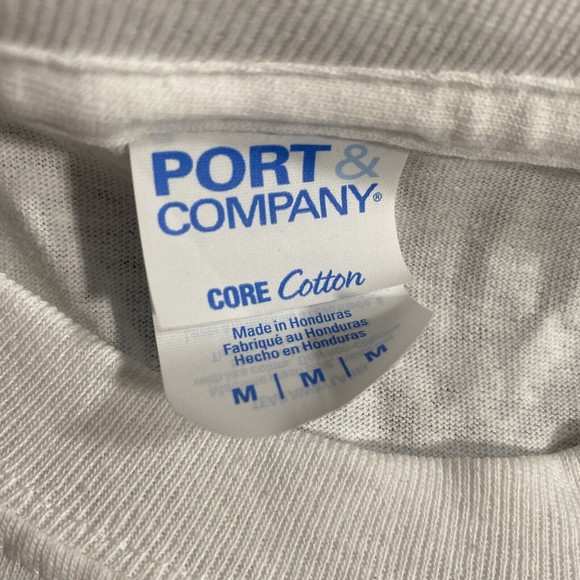 PORT &
COMPANY®
CORE Cotton
Made in Honduras
Fabriqué au Honduras
Hecho en Honduras
M | M | M